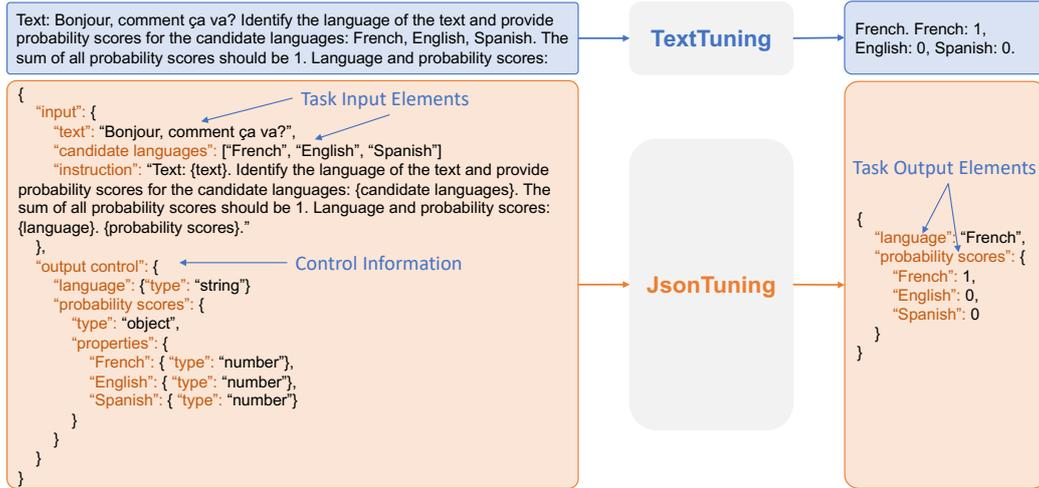 Text: Bonjour, comment ça va? Identify the language of the text and provide
probability scores for the candidate languages: French, English, Spanish. The
sum of all probability scores should be 1. Language and probability scores:
TextTuning
French. French: 1,
English: 0, Spanish: 0.
{
“input”: {
Task Input Elements
“text”: “Bonjour, comment ça va?”,
“candidate languages”: [“French”, “English”, “Spanish”]
“instruction”: “Text: {text}. Identify the language of the text and provide
probability scores for the candidate languages: {candidate languages}. The
sum of all probability scores should be 1. Language and probability scores:
{language}. {probability scores}.”
},
“output control”: {
Control Information
“language”: {“type”: “string”}
“probability scores”: {
“type”: “object”,
“properties”: {
“French”: { “type”: “number”},
“English”: { “type”: “number”},
“Spanish”: { “type”: “number”}
}
}
}
}
JsonTuning
Task Output Elements
{
“language”: “French”,
“probability scores”: {
“French”: 1,
“English”: 0,
“Spanish”: 0
}
}